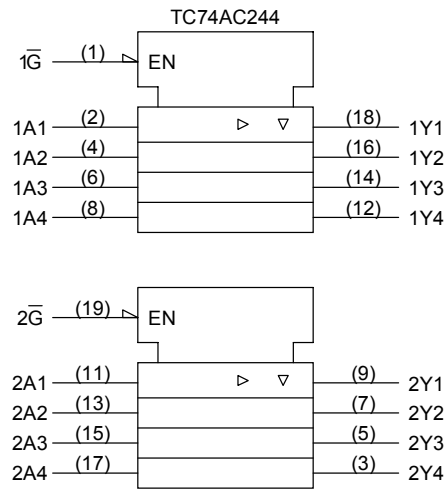 TC74AC244
1G̅ (1) EN
1A1 (2) (18) 1Y1
1A2 (4) (16) 1Y2
1A3 (6) (14) 1Y3
1A4 (8) (12) 1Y4
2G̅ (19) EN
2A1 (11) (9) 2Y1
2A2 (13) (7) 2Y2
2A3 (15) (5) 2Y3
2A4 (17) (3) 2Y4